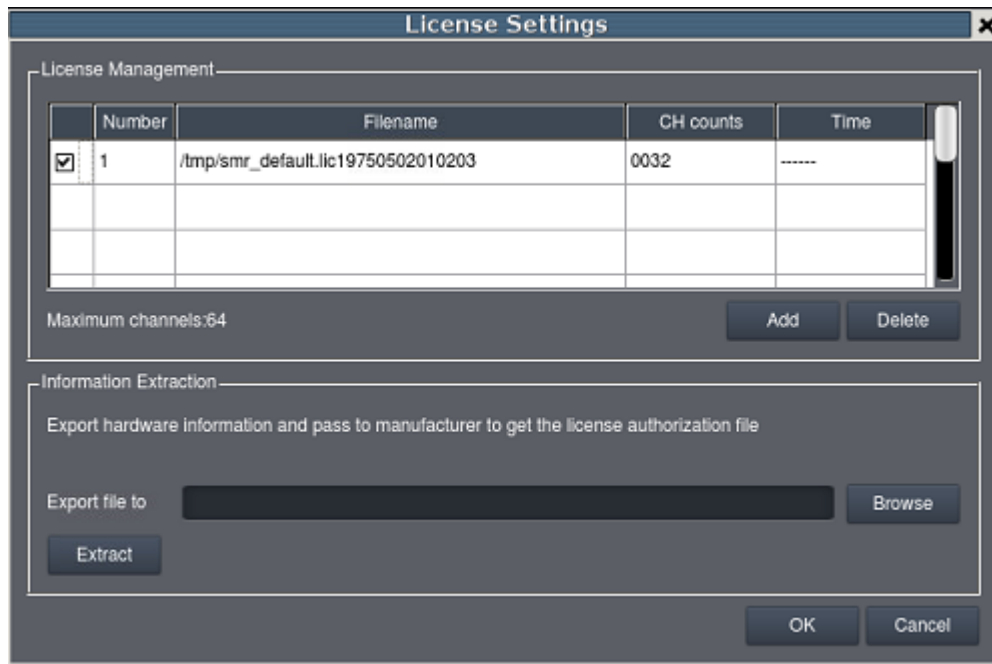 License Settings
License Management
Number Filename CH counts Time
1 /tmp/smr_default.lic19750502010203 0032 ------
Maximum channels:64 Add Delete
Information Extraction
Export hardware information and pass to manufacturer to get the license authorization file
Export file to Browse
Extract
OK Cancel